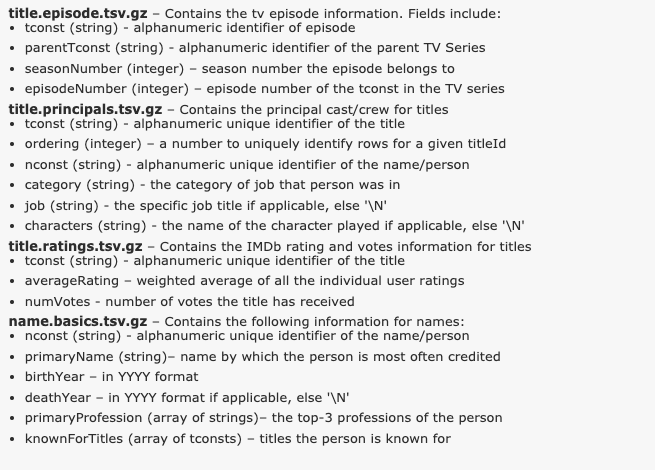 title.episode.tsv.gz – Contains the tv episode information. Fields include:
• tconst (string) - alphanumeric identifier of episode
• parentTconst (string) - alphanumeric identifier of the parent TV Series
• seasonNumber (integer) – season number the episode belongs to
• episodeNumber (integer) – episode number of the tconst in the TV series
title.principals.tsv.gz – Contains the principal cast/crew for titles
• tconst (string) - alphanumeric unique identifier of the title
• ordering (integer) – a number to uniquely identify rows for a given titleId
• nconst (string) - alphanumeric unique identifier of the name/person
• category (string) - the category of job that person was in
• job (string) - the specific job title if applicable, else '\N'
• characters (string) - the name of the character played if applicable, else '\N'
title.ratings.tsv.gz – Contains the IMDb rating and votes information for titles
• tconst (string) - alphanumeric unique identifier of the title
• averageRating – weighted average of all the individual user ratings
• numVotes - number of votes the title has received
name.basics.tsv.gz – Contains the following information for names:
• nconst (string) - alphanumeric unique identifier of the name/person
• primaryName (string)– name by which the person is most often credited
• birthYear – in YYYY format
• deathYear – in YYYY format if applicable, else '\N'
• primaryProfession (array of strings)– the top-3 professions of the person
• knownForTitles (array of tconsts) – titles the person is known for